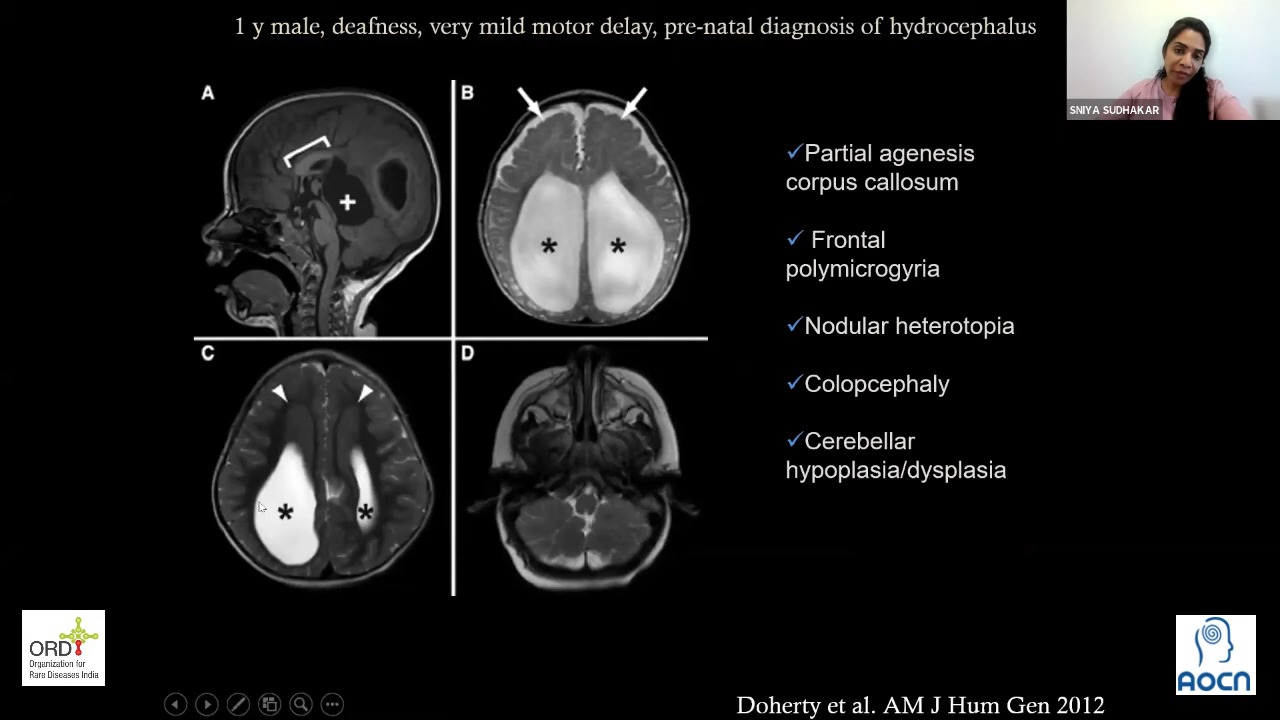 1 y male, deafness, very mild motor delay, pre-natal diagnosis of hydrocephalus
SNIYA SUDHAKAR
A
B
+
* *
C
D
* *
✓Partial agenesis
corpus callosum
✓ Frontal
polymicrogyria
✓Nodular heterotopia
✓Colopcephaly
✓Cerebellar
hypoplasia/dysplasia
ORDI
Organization for
Rare Diseases India
AOCN
Doherty et al. AM J Hum Gen 2012